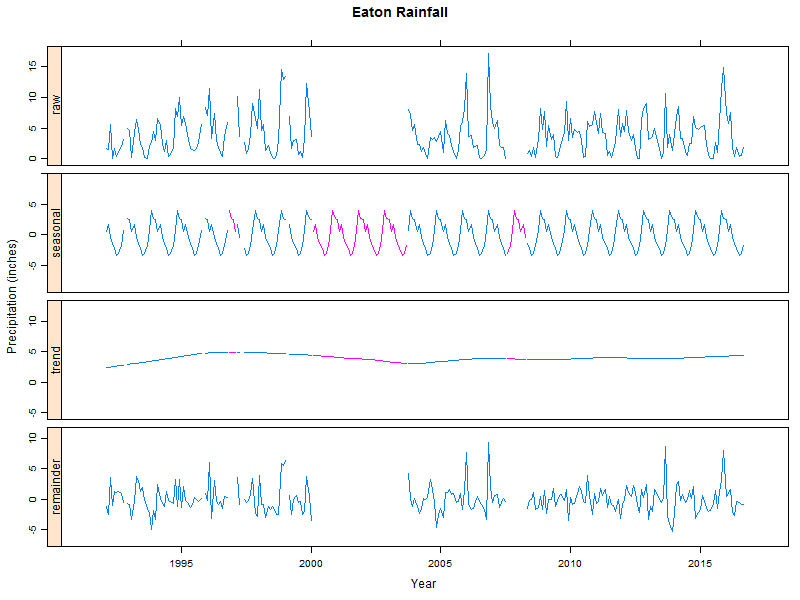 Eaton Rainfall
raw
0 5 10 15
seasonal
-5 0 5
trend
-5 0 5 10
remainder
-5 0 5 10
Precipitation (inches)
1995 2000 2005 2010 2015
Year